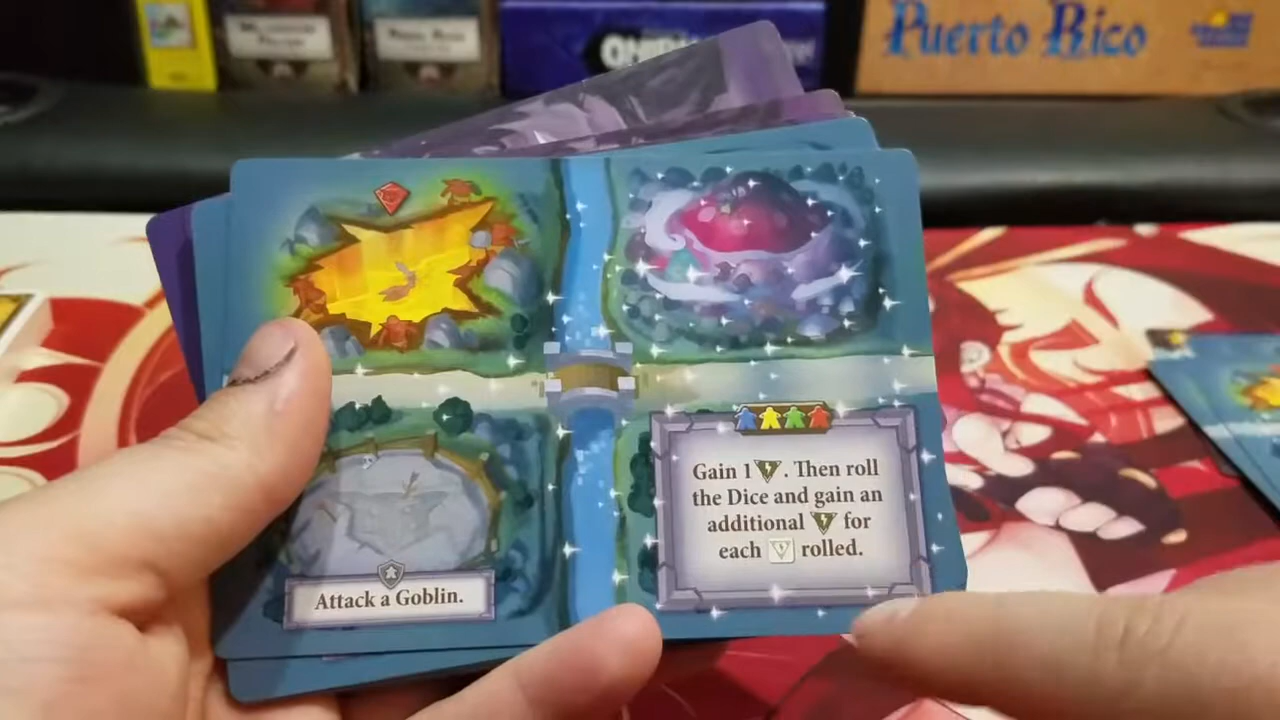 Puerto Rico
Attack a Goblin.
Gain 1 . Then roll
the Dice and gain an
additional for
each rolled.